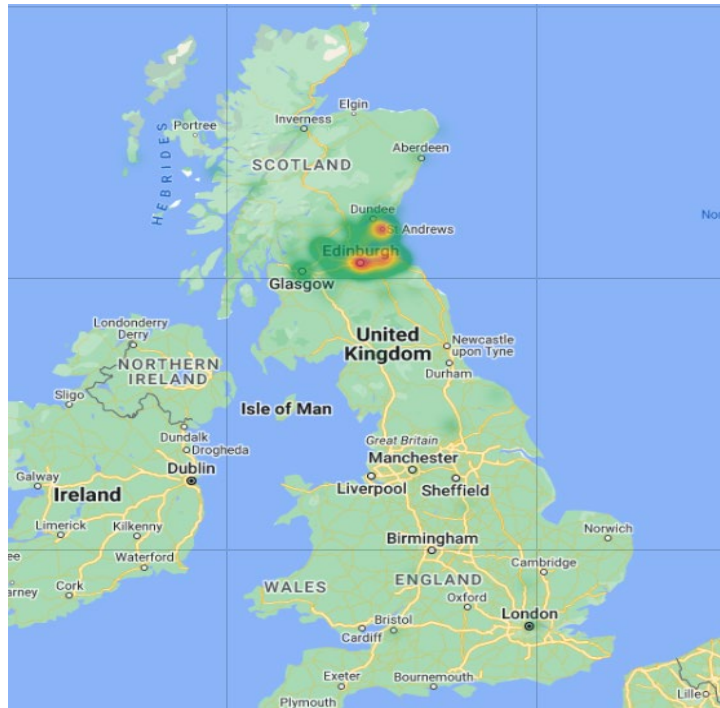 Elgin
Inverness
Portree
Aberdeen
SCOTLAND
HEBRIDES
Dundee
St Andrews
Edinburgh
Glasgow
Londonderry
Derry
United
Kingdom
Newcastle
upon Tyne
NORTHERN
IRELAND
Durham
Sligo
Isle of Man
Dundalk
Drogheda
Great Britain
Manchester
Dublin
Galway
Ireland
Liverpool
Sheffield
Limerick
Kilkenny
Norwich
Birmingham
Waterford
Cambridge
WALES
ENGLAND
Cork
Oxford
London
Bristol
Cardiff
Exeter
Bournemouth
Plymouth
Lille